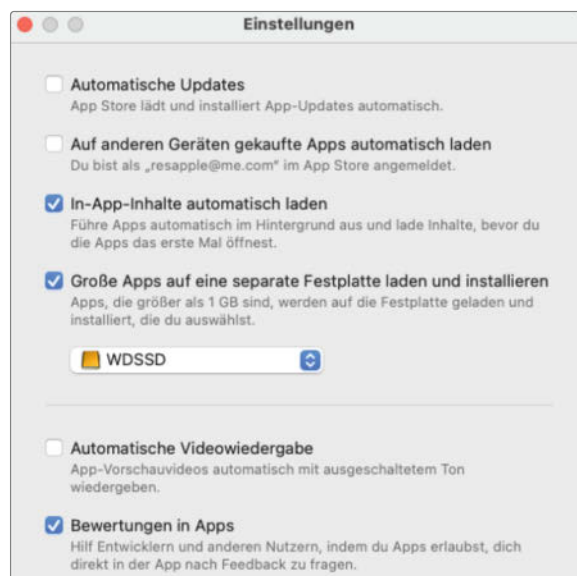 Einstellungen
Automatische Updates
App Store lädt und installiert App-Updates automatisch.
Auf anderen Geräten gekaufte Apps automatisch laden
Du bist als „resapple@me.com“ im App Store angemeldet.
In-App-Inhalte automatisch laden
Führe Apps automatisch im Hintergrund aus und lade Inhalte, bevor du
die Apps das erste Mal öffnest.
Große Apps auf eine separate Festplatte laden und installieren
Apps, die größer als 1 GB sind, werden auf die Festplatte geladen und
installiert, die du auswählst.
WDSSD
Automatische Videowiedergabe
App-Vorschauvideos automatisch mit ausgeschaltetem Ton
wiedergeben.
Bewertungen in Apps
Hilf Entwicklern und anderen Nutzern, indem du Apps erlaubst, dich
direkt in der App nach Feedback zu fragen.